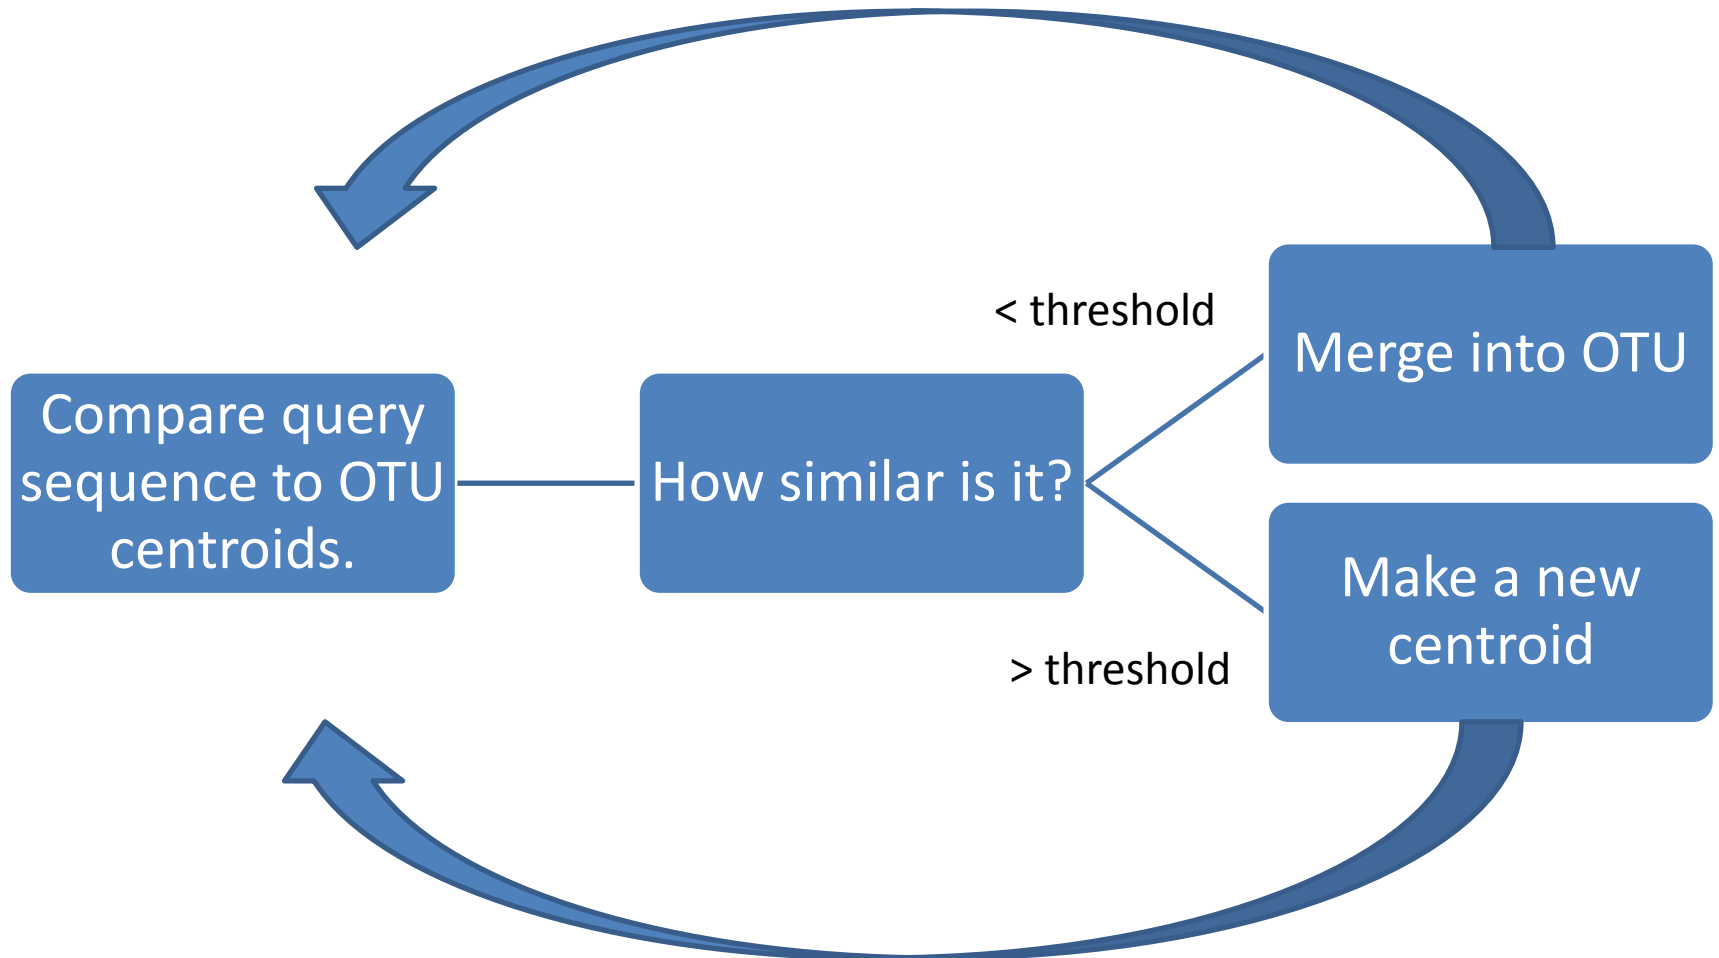 Compare query
sequence to OTU
centroids.
How similar is it?
< threshold
Merge into OTU
> threshold
Make a new
centroid